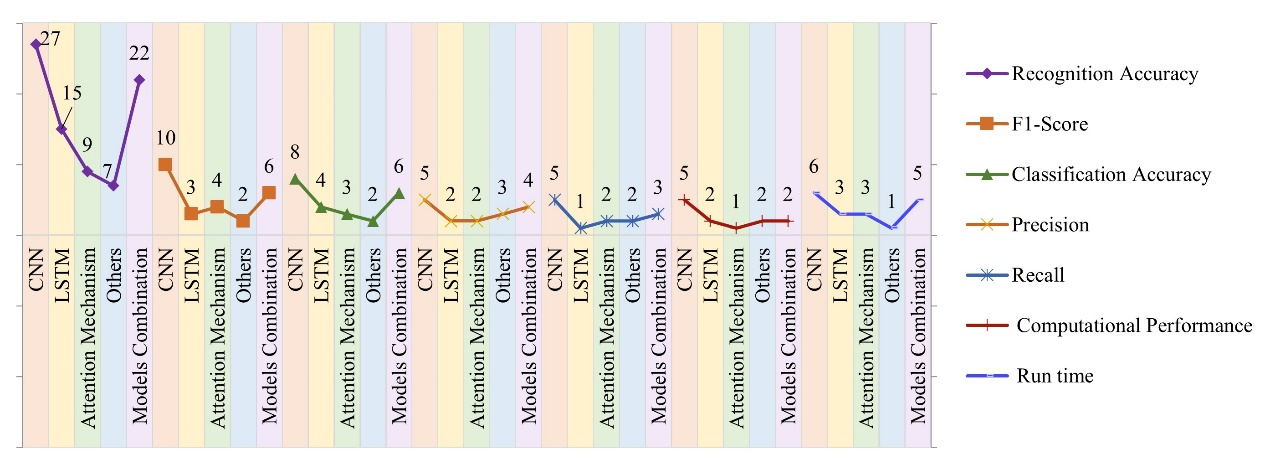 27
15
9
7
22
10
3
4
2
6
8
4
3
2
6
5
2
2
3
4
5
1
2
2
3
5
2
1
2
2
6
3
3
1
5
CNN
LSTM
Attention Mechanism
Others
Models Combination
CNN
LSTM
Attention Mechanism
Others
Models Combination
CNN
LSTM
Attention Mechanism
Others
Models Combination
CNN
LSTM
Attention Mechanism
Others
Models Combination
CNN
LSTM
Attention Mechanism
Others
Models Combination
CNN
LSTM
Attention Mechanism
Others
Models Combination
CNN
LSTM
Attention Mechanism
Others
Models Combination
Recognition Accuracy
F1-Score
Classification Accuracy
Precision
Recall
Computational Performance
Run time